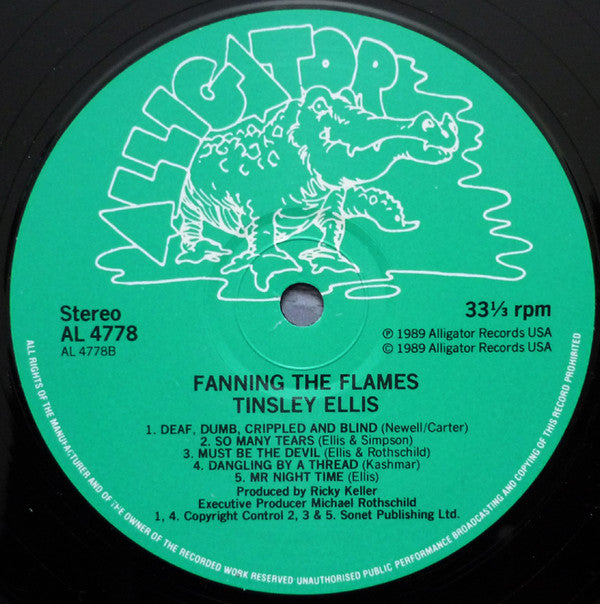 ALLIGATOR
Stereo
AL 4778
AL 4778B
33⅓ rpm
℗ 1989 Alligator Records USA
© 1989 Alligator Records USA
FANNING THE FLAMES
TINSLEY ELLIS
1. DEAF, DUMB, CRIPPLED AND BLIND (Newell/Carter)
2. SO MANY TEARS (Ellis & Simpson)
3. MUST BE THE DEVIL (Ellis & Rothschild)
4. DANGLING BY A THREAD (Kashmar)
5. MR NIGHT TIME (Ellis)
Produced by Ricky Keller
Executive Producer Michael Rothschild
1, 4. Copyright Control 2, 3 & 5. Sonet Publishing Ltd.
ALL RIGHTS OF THE MANUFACTURER AND OF THE OWNER OF THE RECORDED WORK RESERVED UNAUTHORISED PUBLIC PERFORMANCE BROADCASTING AND COPYING OF THIS RECORD PROHIBITED